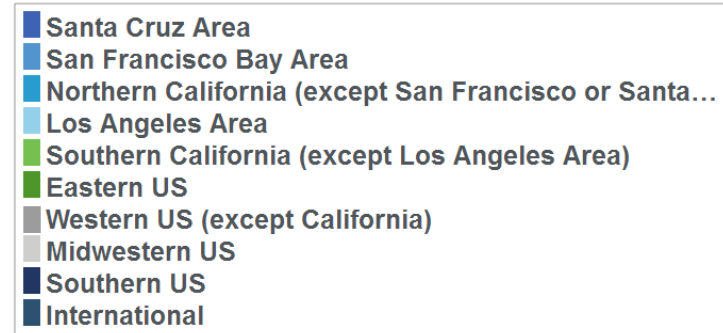 Santa Cruz Area
San Francisco Bay Area
Northern California (except San Francisco or Santa…
Los Angeles Area
Southern California (except Los Angeles Area)
Eastern US
Western US (except California)
Midwestern US
Southern US
International